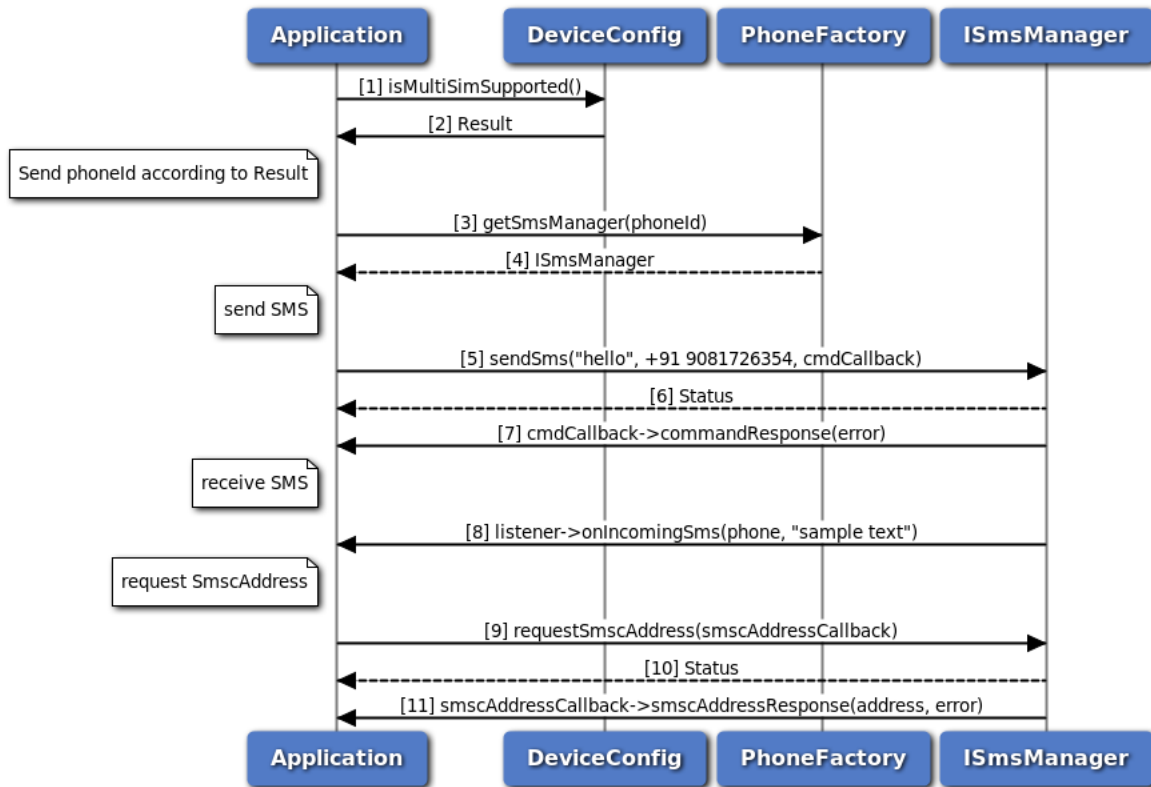 Application DeviceConfig PhoneFactory ISmsManager
[1] isMultiSimSupported()
[2] Result
Send phoneId according to Result
[3] getSmsManager(phoneId)
[4] ISmsManager
send SMS
[5] sendSms("hello", +91 9081726354, cmdCallback)
[6] Status
[7] cmdCallback->commandResponse(error)
receive SMS
[8] listener->onIncomingSms(phone, "sample text")
request SmscAddress
[9] requestSmscAddress(smscAddressCallback)
[10] Status
[11] smscAddressCallback->smscAddressResponse(address, error)
Application DeviceConfig PhoneFactory ISmsManager